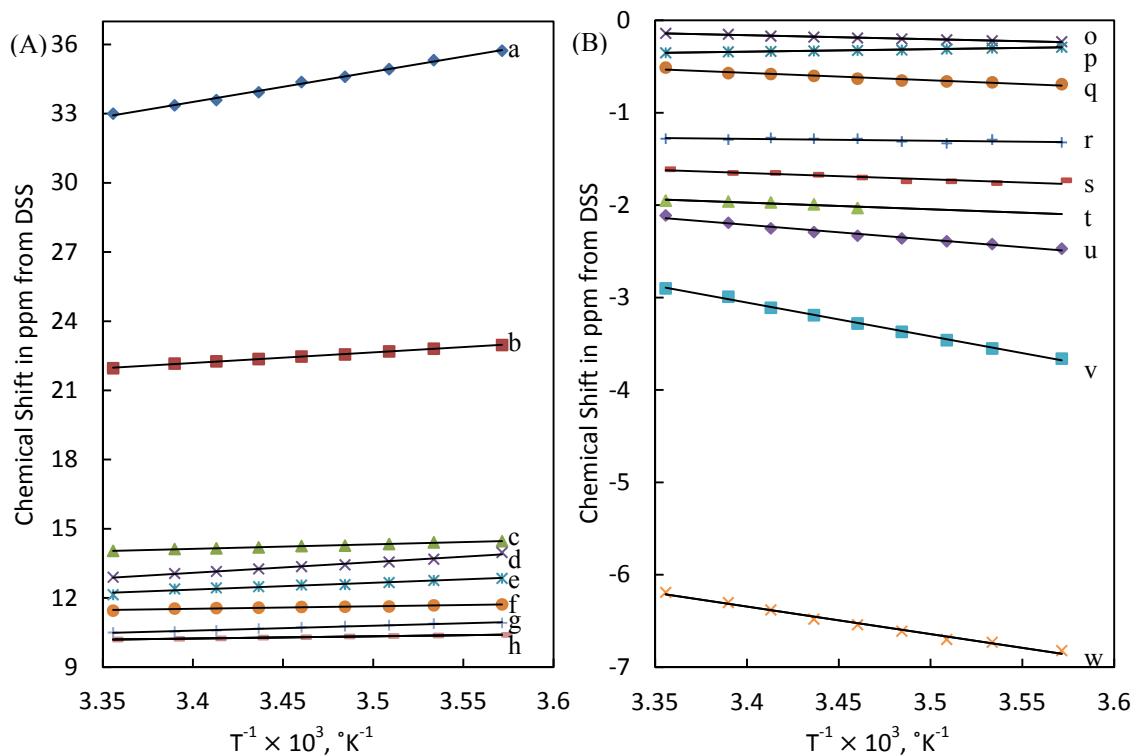 (A)
Chemical Shift in ppm from DSS
36
33
30
27
24
21
18
15
12
9
a
b
c
d
e
f
g
h
3.35 3.4 3.45 3.5 3.55 3.6
T⁻¹ × 10³, °K⁻¹
(B)
Chemical Shift in ppm from DSS
0
-1
-2
-3
-4
-5
-6
-7
o
p
q
r
s
t
u
v
w
3.35 3.4 3.45 3.5 3.55 3.6
T⁻¹ × 10³, °K⁻¹